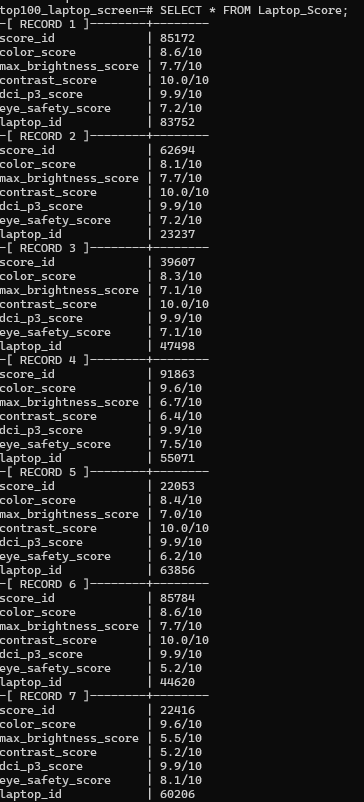 top100_laptop_screen=# SELECT * FROM Laptop_Score;
—[ RECORD 1 ]————————+————————
score_id | 85172
color_score | 8.6/10
max_brightness_score | 7.7/10
contrast_score | 10.0/10
dci_p3_score | 9.9/10
eye_safety_score | 7.2/10
laptop_id | 83752
—[ RECORD 2 ]————————+————————
score_id | 62694
color_score | 8.1/10
max_brightness_score | 7.7/10
contrast_score | 10.0/10
dci_p3_score | 9.9/10
eye_safety_score | 7.2/10
laptop_id | 23237
—[ RECORD 3 ]————————+————————
score_id | 39607
color_score | 8.3/10
max_brightness_score | 7.1/10
contrast_score | 10.0/10
dci_p3_score | 9.9/10
eye_safety_score | 7.1/10
laptop_id | 47498
—[ RECORD 4 ]————————+————————
score_id | 91863
color_score | 9.6/10
max_brightness_score | 6.7/10
contrast_score | 6.4/10
dci_p3_score | 9.9/10
eye_safety_score | 7.5/10
laptop_id | 55071
—[ RECORD 5 ]————————+————————
score_id | 22053
color_score | 8.4/10
max_brightness_score | 7.0/10
contrast_score | 10.0/10
dci_p3_score | 9.9/10
eye_safety_score | 6.2/10
laptop_id | 63856
—[ RECORD 6 ]————————+————————
score_id | 85784
color_score | 8.6/10
max_brightness_score | 7.7/10
contrast_score | 10.0/10
dci_p3_score | 9.9/10
eye_safety_score | 5.2/10
laptop_id | 44620
—[ RECORD 7 ]————————+————————
score_id | 22416
color_score | 9.6/10
max_brightness_score | 5.5/10
contrast_score | 5.2/10
dci_p3_score | 9.9/10
eye_safety_score | 8.1/10
laptop_id | 60206